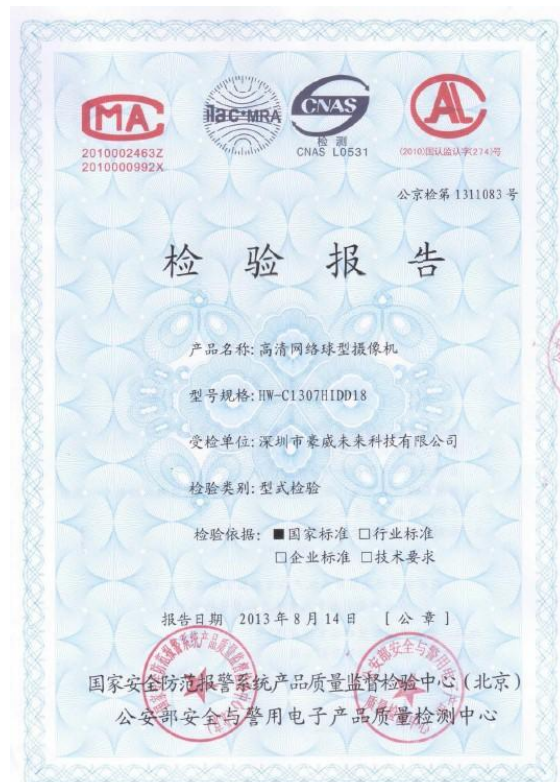 MA
ilac-MRA
CNAS
CAL
2010002463Z
2010000992X
检测
CNAS L0531
(2010)国认监认字(274)号
公京检第 1311083 号
检验报告
产品名称: 高清网络球型摄像机
型号规格: HW-C1307HIDD18
受检单位: 深圳市豪威未来科技有限公司
检验类别: 型式检验
检验依据: ■国家标准 □行业标准
□企业标准 □技术要求
报告日期 2013年8月14日 [公章]
国家安全防范报警系统产品质量监督检验中心(北京)
公安部安全与警用电子产品质量检测中心